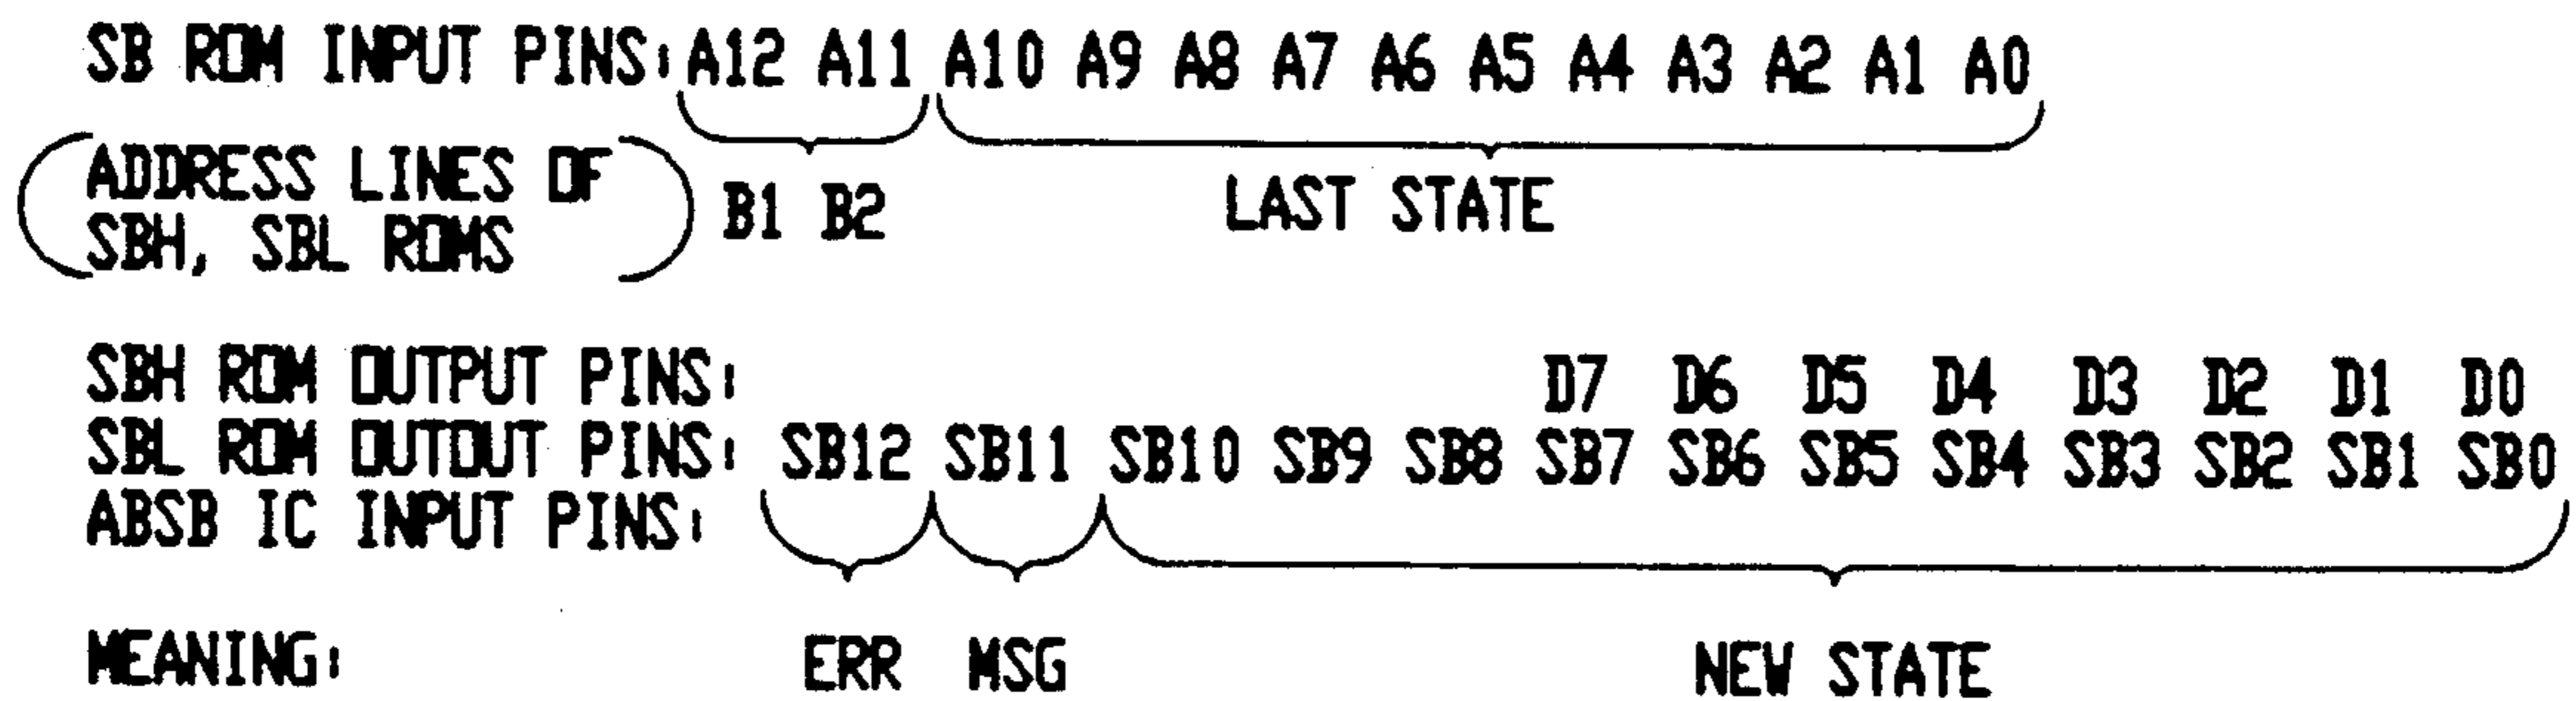 SB ROM INPUT PINS: A12 A11 A10 A9 A8 A7 A6 A5 A4 A3 A2 A1 A0
ADDRESS LINES OF
SBH, SBL ROMS
B1 B2
LAST STATE
SBH ROM OUTPUT PINS: D7 D6 D5 D4 D3 D2 D1 D0
SBL ROM OUTOUT PINS: SB12 SB11 SB10 SB9 SB8 SB7 SB6 SB5 SB4 SB3 SB2 SB1 SB0
ABSB IC INPUT PINS:
MEANING: ERR MSG NEW STATE